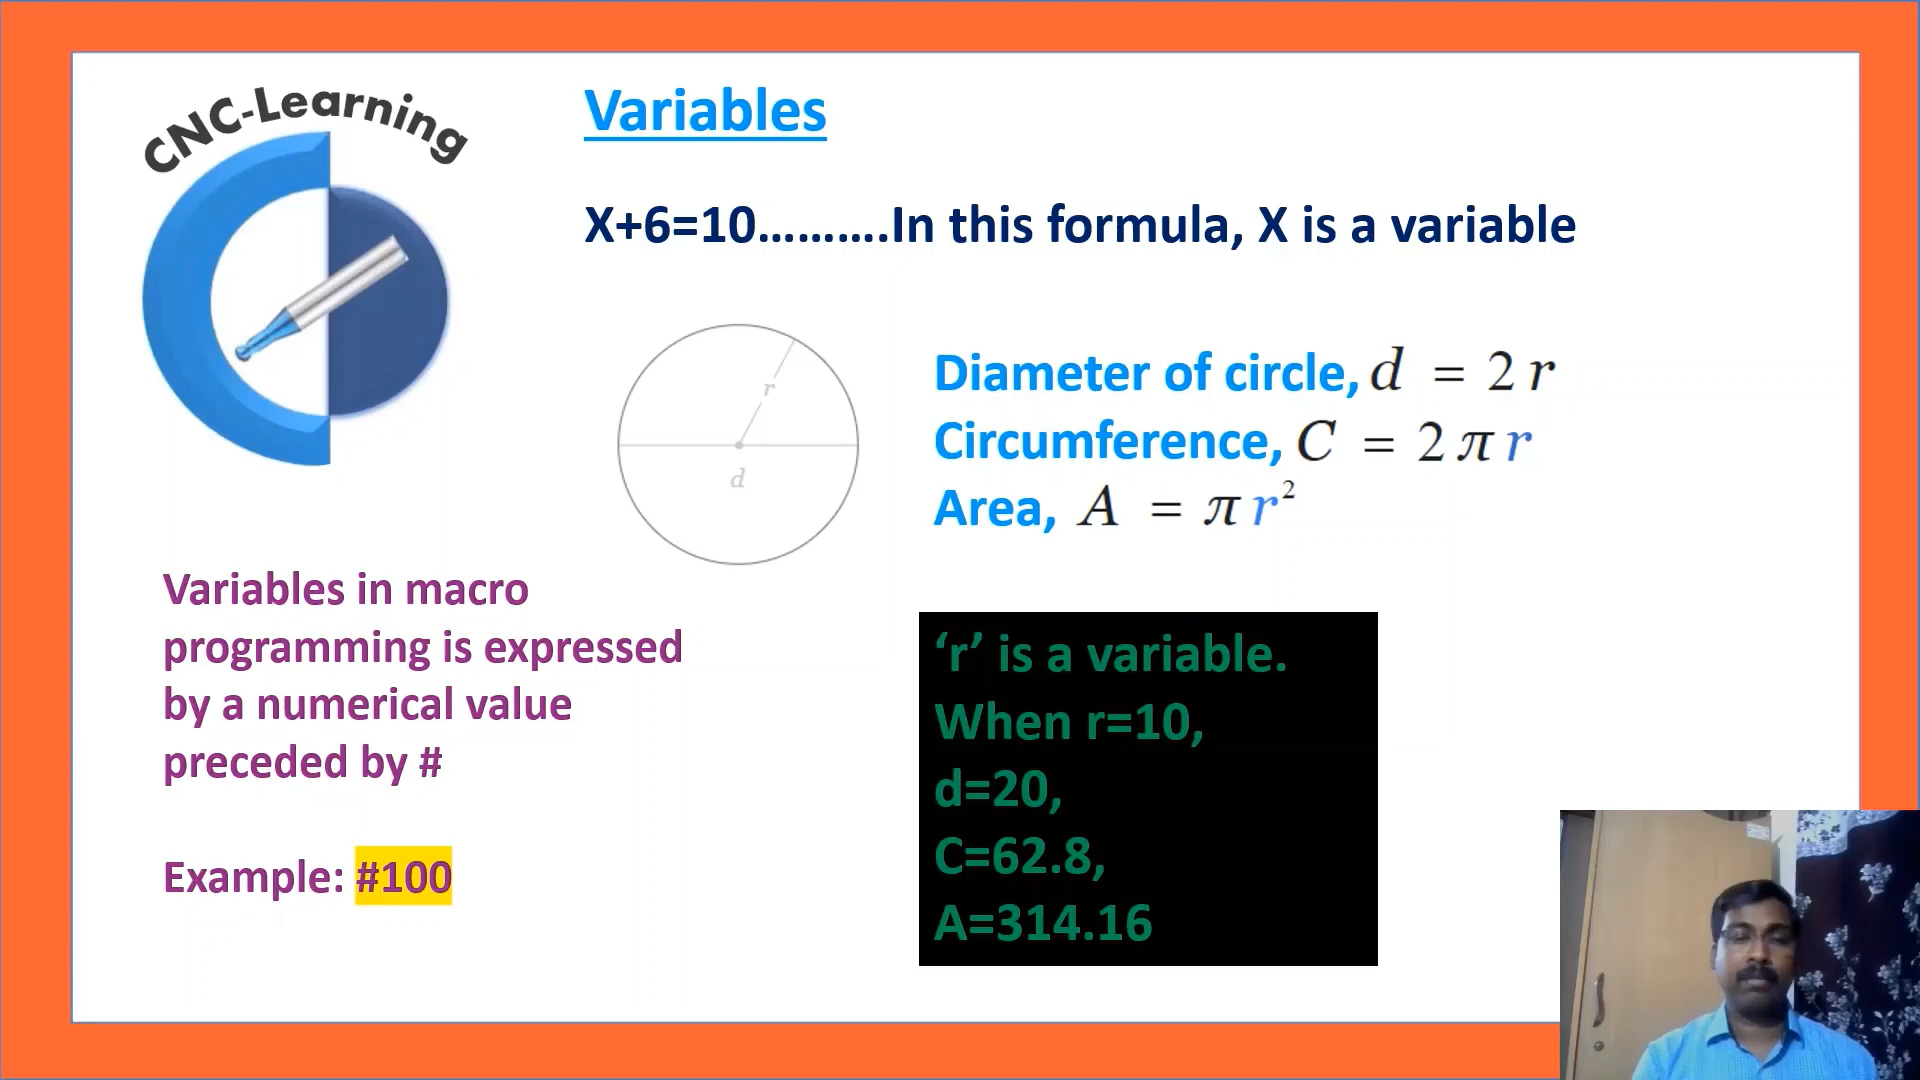 CNC-Learning
Variables
X+6=10……….In this formula, X is a variable
r
d
Diameter of circle, d = 2 r
Circumference, C = 2 π r
Area, A = π r²
Variables in macro
programming is expressed
by a numerical value
preceded by #
Example: #100
‘r’ is a variable.
When r=10,
d=20,
C=62.8,
A=314.16